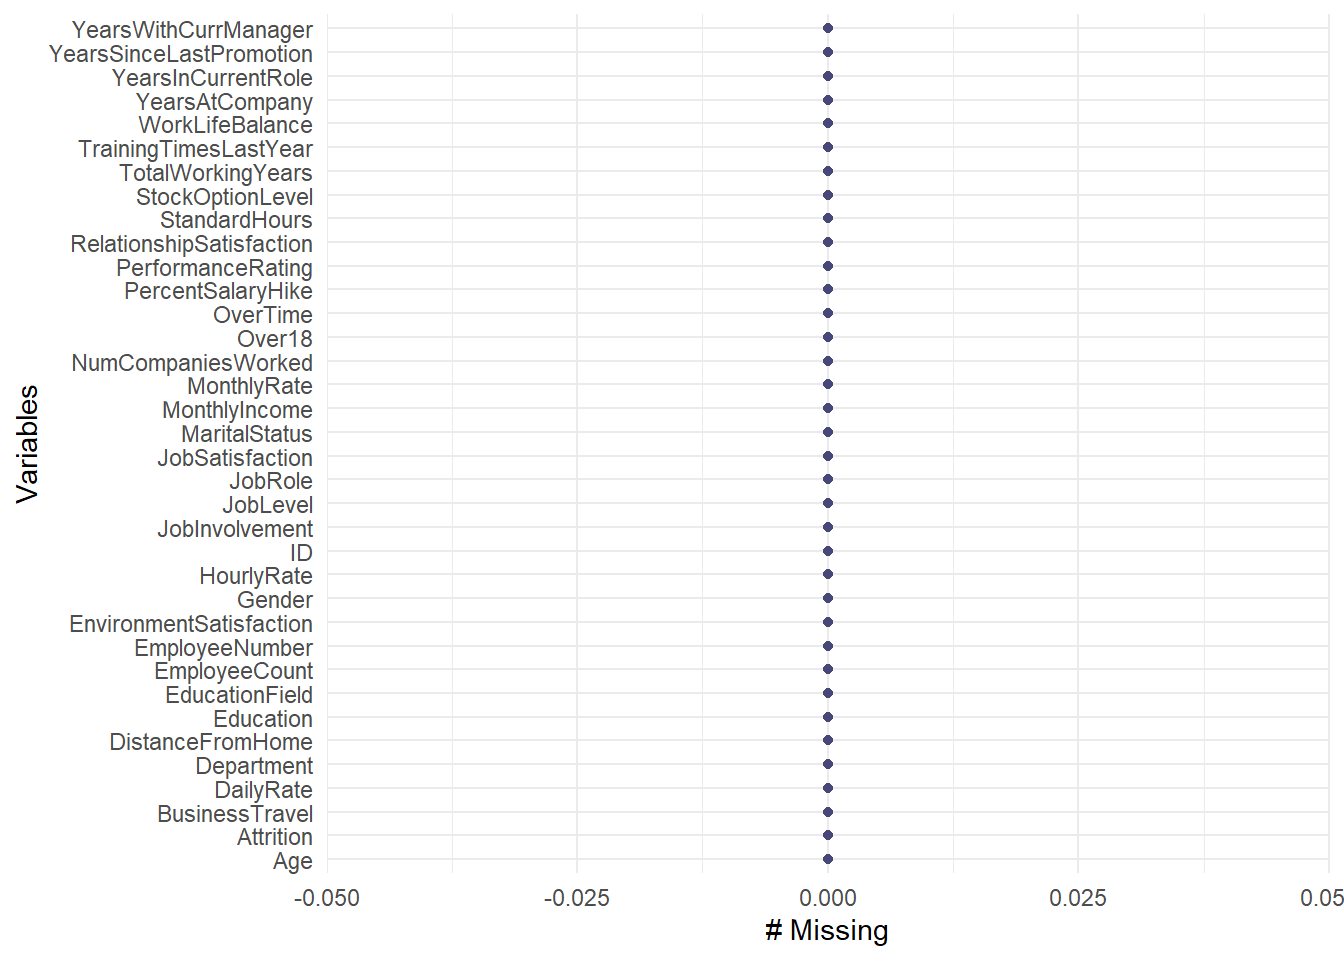 YearsWithCurrManager
YearsSinceLastPromotion
YearsInCurrentRole
YearsAtCompany
WorkLifeBalance
TrainingTimesLastYear
TotalWorkingYears
StockOptionLevel
StandardHours
RelationshipSatisfaction
PerformanceRating
PercentSalaryHike
OverTime
Over18
NumCompaniesWorked
MonthlyRate
MonthlyIncome
MaritalStatus
JobSatisfaction
JobRole
JobLevel
JobInvolvement
ID
HourlyRate
Gender
EnvironmentSatisfaction
EmployeeNumber
EmployeeCount
EducationField
Education
DistanceFromHome
Department
DailyRate
BusinessTravel
Attrition
Age
Variables
-0.050 -0.025 0.000 0.025 0.05
# Missing